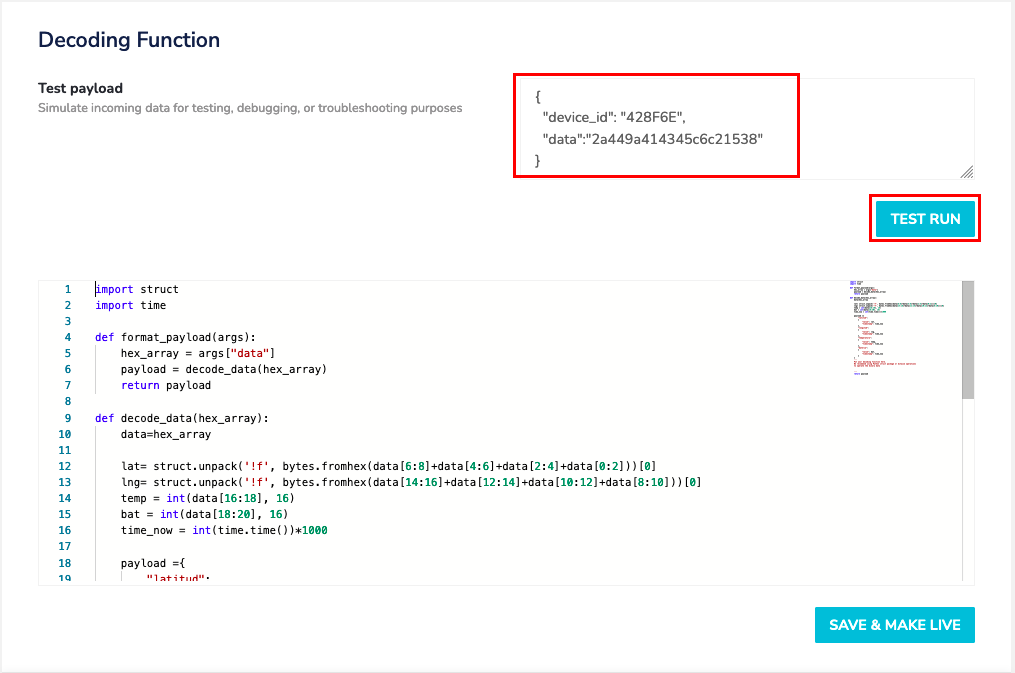 Decoding Function
Test payload
Simulate incoming data for testing, debugging, or troubleshooting purposes
{
"device_id": "428F6E",
"data":"2a449a414345c6c21538"
}
TEST RUN
1 import struct
2 import time
3
4 def format_payload(args):
5 hex_array = args["data"]
6 payload = decode_data(hex_array)
7 return payload
8
9 def decode_data(hex_array):
10 data=hex_array
11
12 lat= struct.unpack('!f', bytes.fromhex(data[6:8]+data[4:6]+data[2:4]+data[0:2]))[0]
13 lng= struct.unpack('!f', bytes.fromhex(data[14:16]+data[12:14]+data[10:12]+data[8:10]))[0]
14 temp = int(data[16:18], 16)
15 bat = int(data[18:20], 16)
16 time_now = int(time.time())*1000
17
18 payload ={
19 "latitud":
SAVE & MAKE LIVE